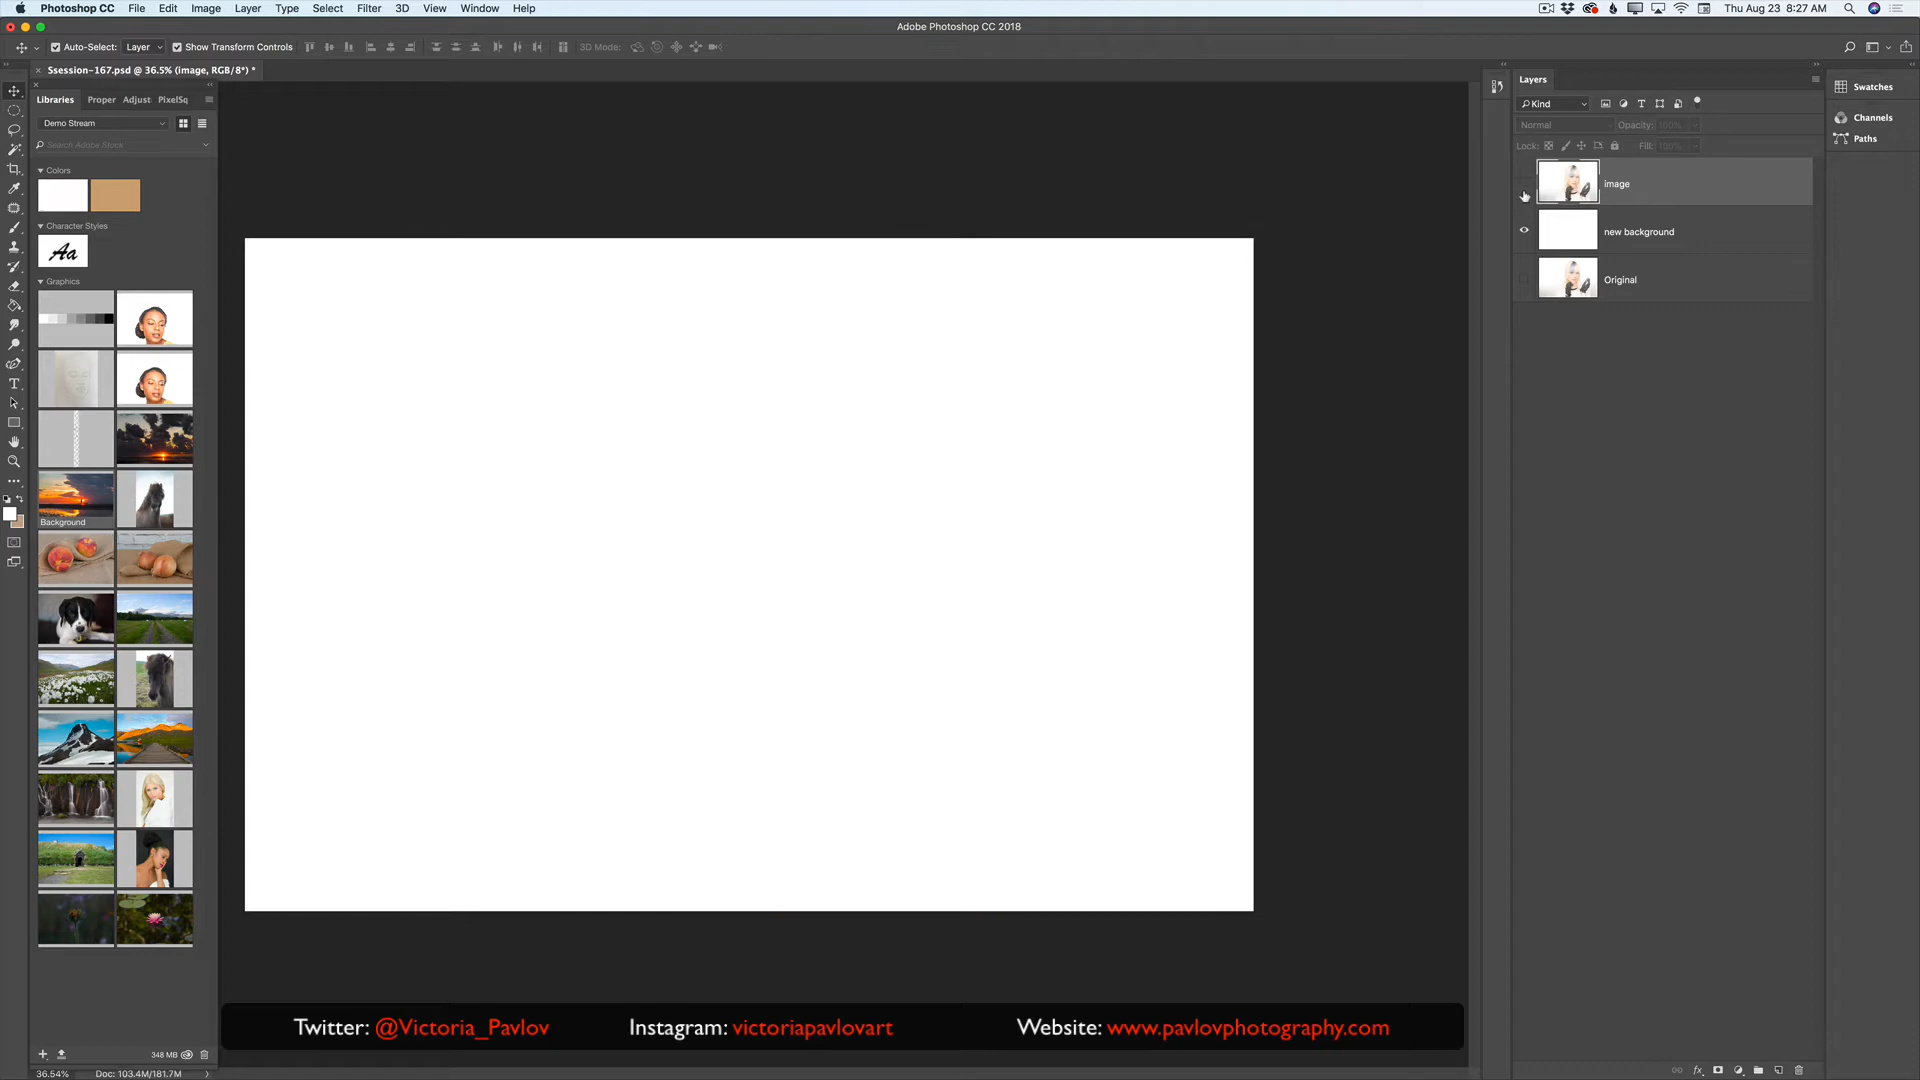 Photoshop CC File Edit Image Layer Type Select Filter 3D View Window Help Thu Aug 23 8:27 AM
Adobe Photoshop CC 2018
Auto-Select: Layer Show Transform Controls 3D Mode:
Ssession-167.psd @ 36.5% (image, RGB/8*) *
Libraries Proper Adjust PixelSq
Demo Stream
Search Adobe Stock
Colors
Character Styles
Aa
Graphics
Background
348 MB
36.54% Doc: 103.4M/181.7M
Layers
Kind
Normal Opacity: 100%
Lock: Fill: 100%
image
new background
Original
Swatches
Channels
Paths
Twitter: @Victoria_Pavlov Instagram: victoriapavlovart Website: www.pavlovphotography.com